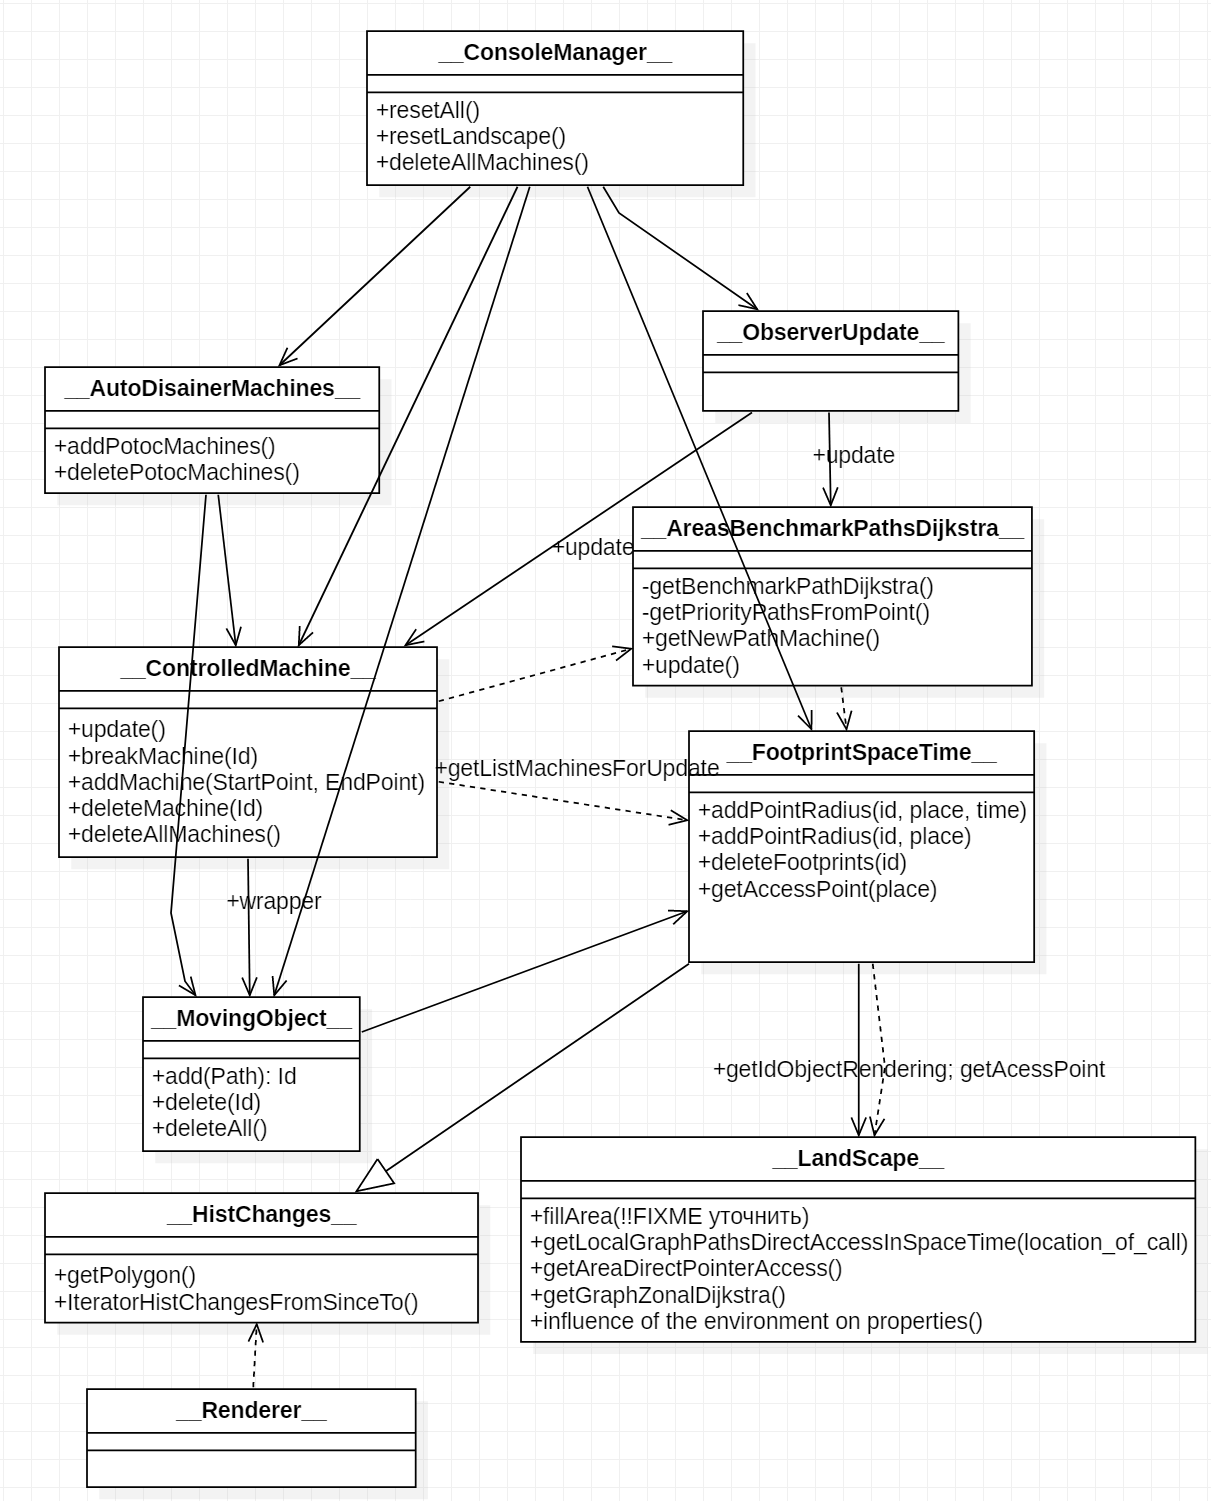 __ConsoleManager__
+resetAll()
+resetLandscape()
+deleteAllMachines()
__ObserverUpdate__
__AutoDisainerMachines__
+addPotocMachines()
+deletePotocMachines()
+update
+update
__AreasBenchmarkPathsDijkstra__
-getBenchmarkPathDijkstra()
-getPriorityPathsFromPoint()
+getNewPathMachine()
+update()
__ControlledMachine__
+update()
+breakMachine(Id)
+addMachine(StartPoint, EndPoint)
+deleteMachine(Id)
+deleteAllMachines()
+getListMachinesForUpdate
__FootprintSpaceTime__
+addPointRadius(id, place, time)
+addPointRadius(id, place)
+deleteFootprints(id)
+getAccessPoint(place)
+wrapper
__MovingObject__
+add(Path): Id
+delete(Id)
+deleteAll()
+getIdObjectRendering; getAcessPoint
__LandScape__
+fillArea(!!FIXME уточнить)
+getLocalGraphPathsDirectAccessInSpaceTime(location_of_call)
+getAreaDirectPointerAccess()
+getGraphZonalDijkstra()
+influence of the environment on properties()
__HistChanges__
+getPolygon()
+IteratorHistChangesFromSinceTo()
__Renderer__